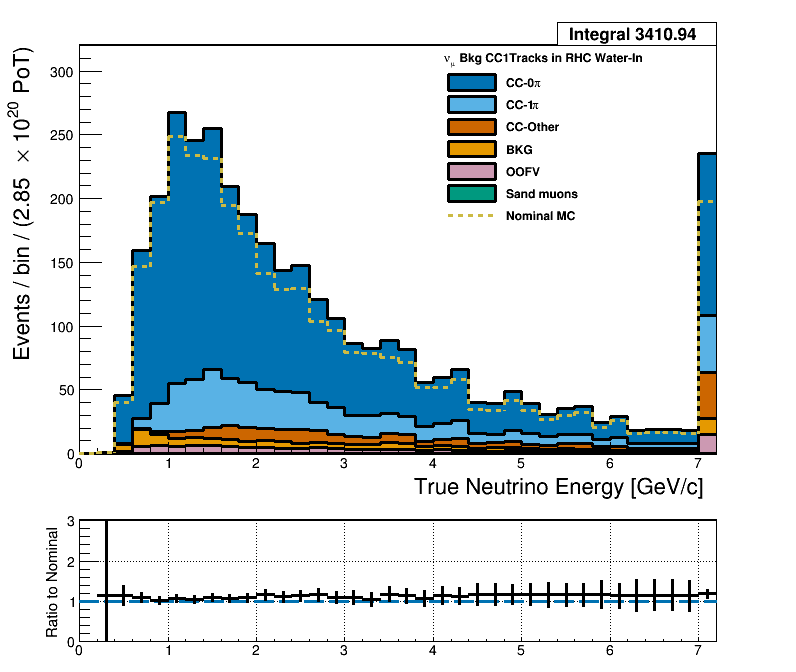 Integral 3410.94
ν_μ Bkg CC1Tracks in RHC Water-In
CC-0π
CC-1π
CC-Other
BKG
OOFV
Sand muons
Nominal MC
Events / bin / (2.85 × 10^20 PoT)
300
250
200
150
100
50
0
0 1 2 3 4 5 6 7
True Neutrino Energy [GeV/c]
Ratio to Nominal
3
2
1
0
0 1 2 3 4 5 6 7